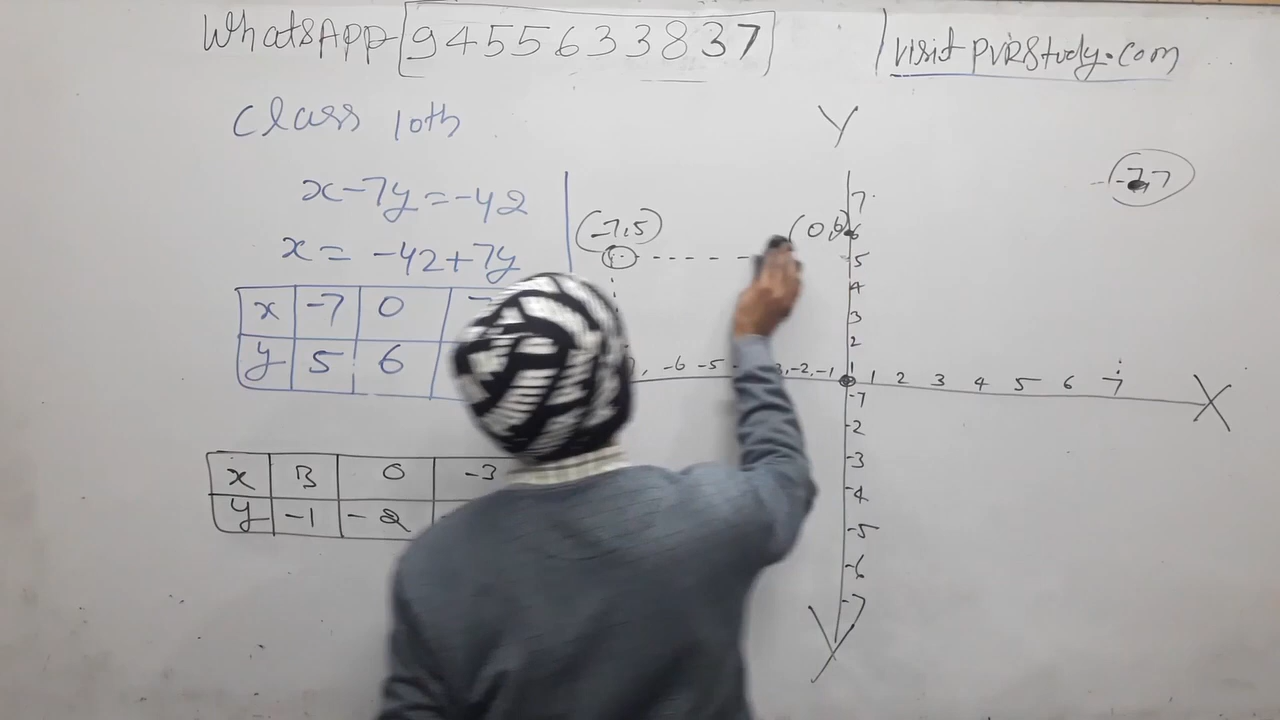 WhatsApp 9455633837
visit pvrstudy.com
class 10th
x-7y=-42
x= -42+7y
x -7 0
y 5 6
x 3 0 -3
y -1 -2
Y
(-7,5) (0,6)
7
6
5
4
3
2
1
-6 -5 -2, -1 1 2 3 4 5 6 7
X
-1
-2
-3
-4
-5
-6
-7